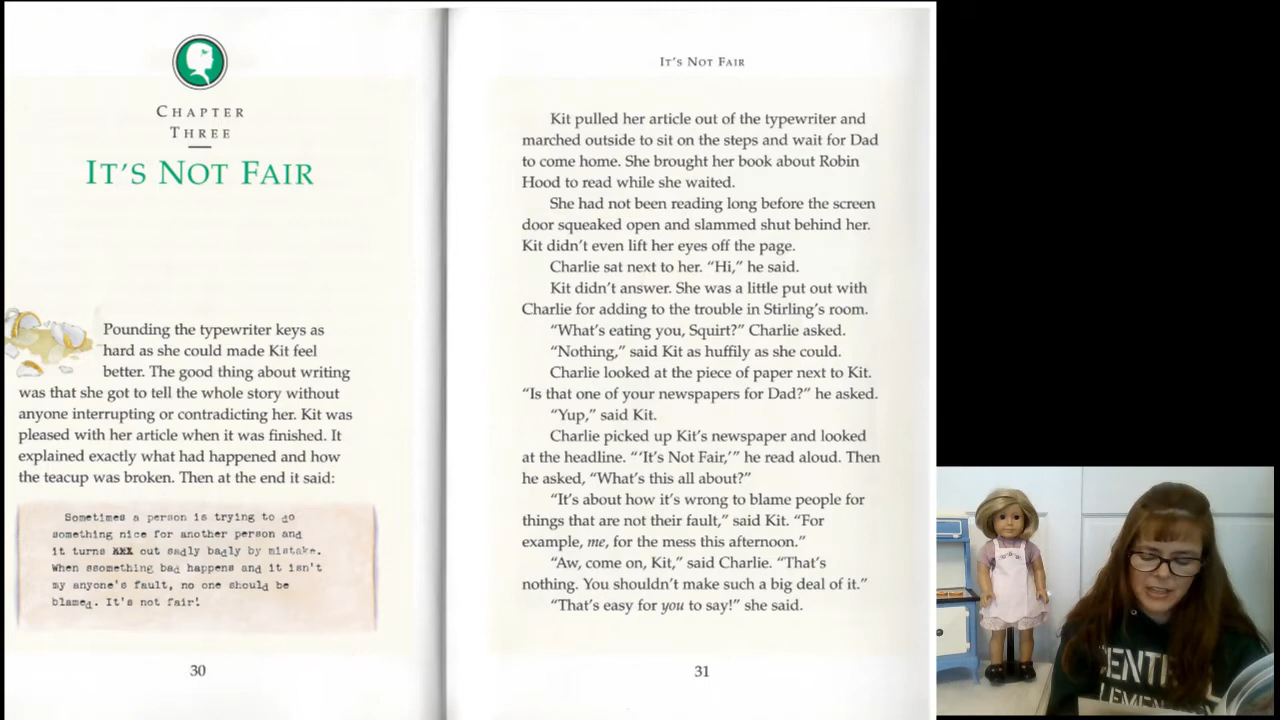 CHAPTER
THREE
IT'S NOT FAIR
Pounding the typewriter keys as
hard as she could made Kit feel
better. The good thing about writing
was that she got to tell the whole story without
anyone interrupting or contradicting her. Kit was
pleased with her article when it was finished. It
explained exactly what had happened and how
the teacup was broken. Then at the end it said:
Sometimes a person is trying to do
something nice for another person and
it turns XXX out sadly badly by mistake.
When ssomething bad happens and it isn't
my anyone's fault, no one should be
blamed. It's not fair!
30
IT'S NOT FAIR
Kit pulled her article out of the typewriter and
marched outside to sit on the steps and wait for Dad
to come home. She brought her book about Robin
Hood to read while she waited.
She had not been reading long before the screen
door squeaked open and slammed shut behind her.
Kit didn't even lift her eyes off the page.
Charlie sat next to her. "Hi," he said.
Kit didn't answer. She was a little put out with
Charlie for adding to the trouble in Stirling's room.
"What's eating you, Squirt?" Charlie asked.
"Nothing," said Kit as huffily as she could.
Charlie looked at the piece of paper next to Kit.
"Is that one of your newspapers for Dad?" he asked.
"Yup," said Kit.
Charlie picked up Kit's newspaper and looked
at the headline. "'It's Not Fair,'" he read aloud. Then
he asked, "What's this all about?"
"It's about how it's wrong to blame people for
things that are not their fault," said Kit. "For
example, me, for the mess this afternoon."
"Aw, come on, Kit," said Charlie. "That's
nothing. You shouldn't make such a big deal of it."
"That's easy for you to say!" she said.
31